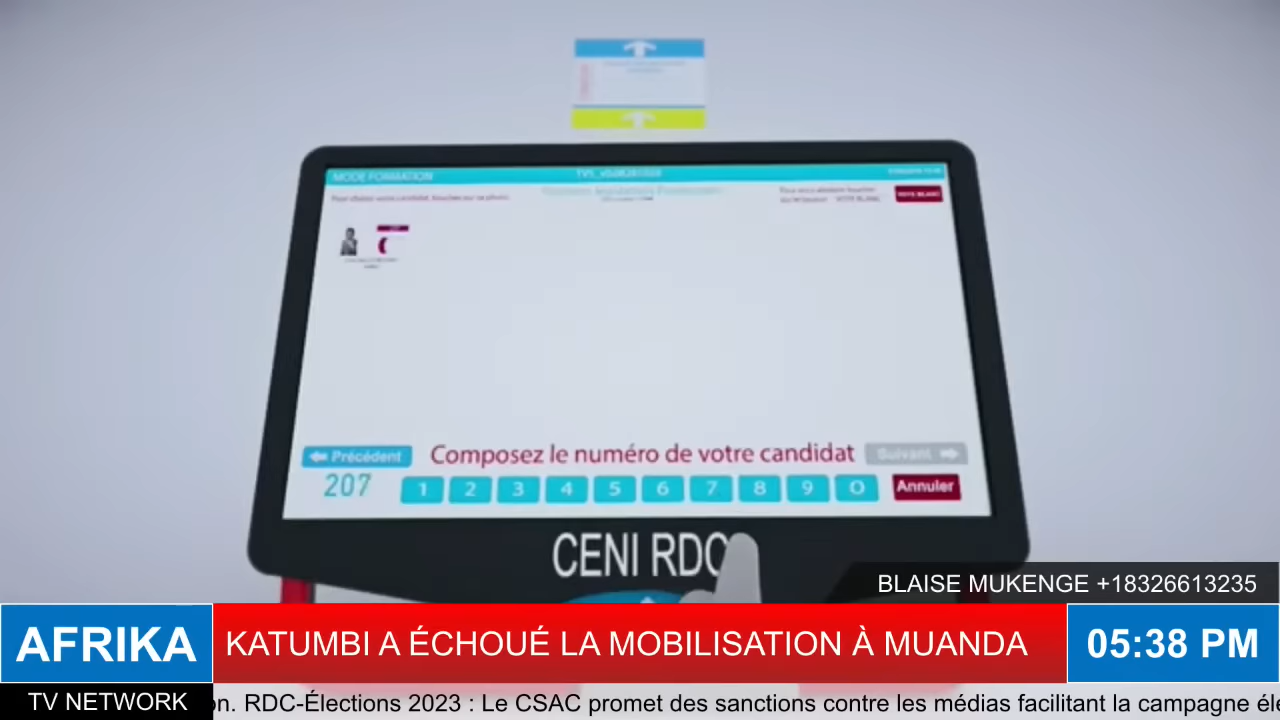 MODE FORMATION
VOTE BLANC
Précédent
Composez le numéro de votre candidat
Suivant
207
1 2 3 4 5 6 7 8 9 0
Annuler
CENI RDC
BLAISE MUKENGE +18326613235
AFRIKA
KATUMBI A ÉCHOUÉ LA MOBILISATION À MUANDA
05:38 PM
TV NETWORK
n. RDC-Élections 2023 : Le CSAC promet des sanctions contre les médias facilitant la campagne éle